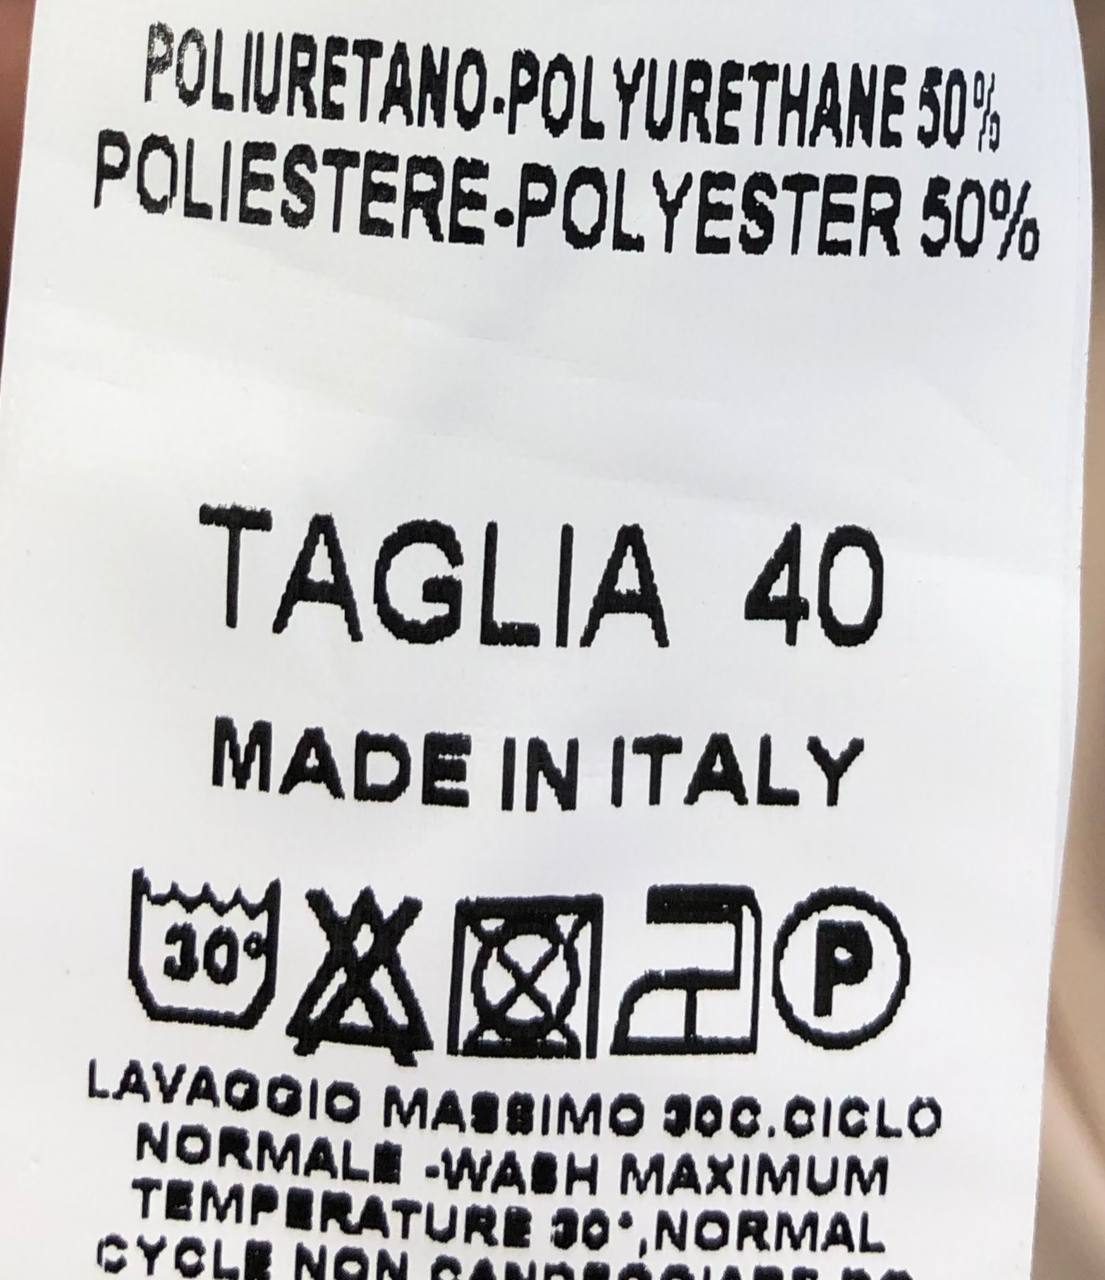 POLIURETANO-POLYURETHANE 50%
POLIESTERE-POLYESTER 50%
TAGLIA 40
MADE IN ITALY
30° P
LAVAGGIO MASSIMO 30C.CICLO
NORMALE -WASH MAXIMUM
TEMPERATURE 30°,NORMAL
CYCLE NON CANDEGGIARE